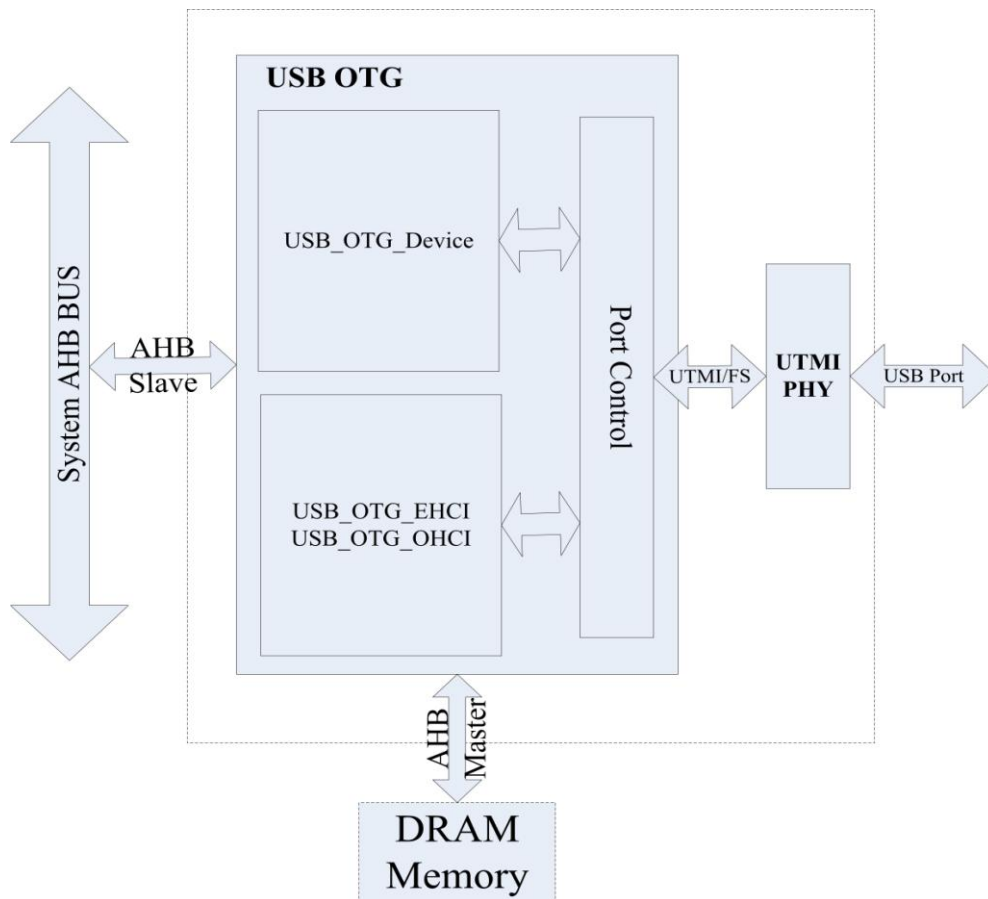 USB OTG
USB_OTG_Device
System AHB BUS
AHB
Slave
Port Control
UTMI/FS
UTMI
PHY
USB Port
USB_OTG_EHCI
USB_OTG_OHCI
AHB
Master
DRAM
Memory